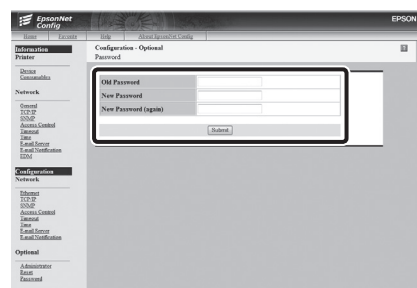 EpsonNet
Config
EPSON
Home
Favorite
Help
About EpsonNet Config
Information
Printer
Device
Consumables
Network
General
TCP/IP
SNMP
Access Control
Timeout
Time
E-mail Server
E-mail Notification
EDM
Configuration
Network
Ethernet
TCP/IP
SNMP
Access Control
Timeout
Time
E-mail Server
E-mail Notification
Optional
Administrator
Reset
Password
Configuration - Optional
Password
?
Old Password
New Password
New Password (again)
Submit